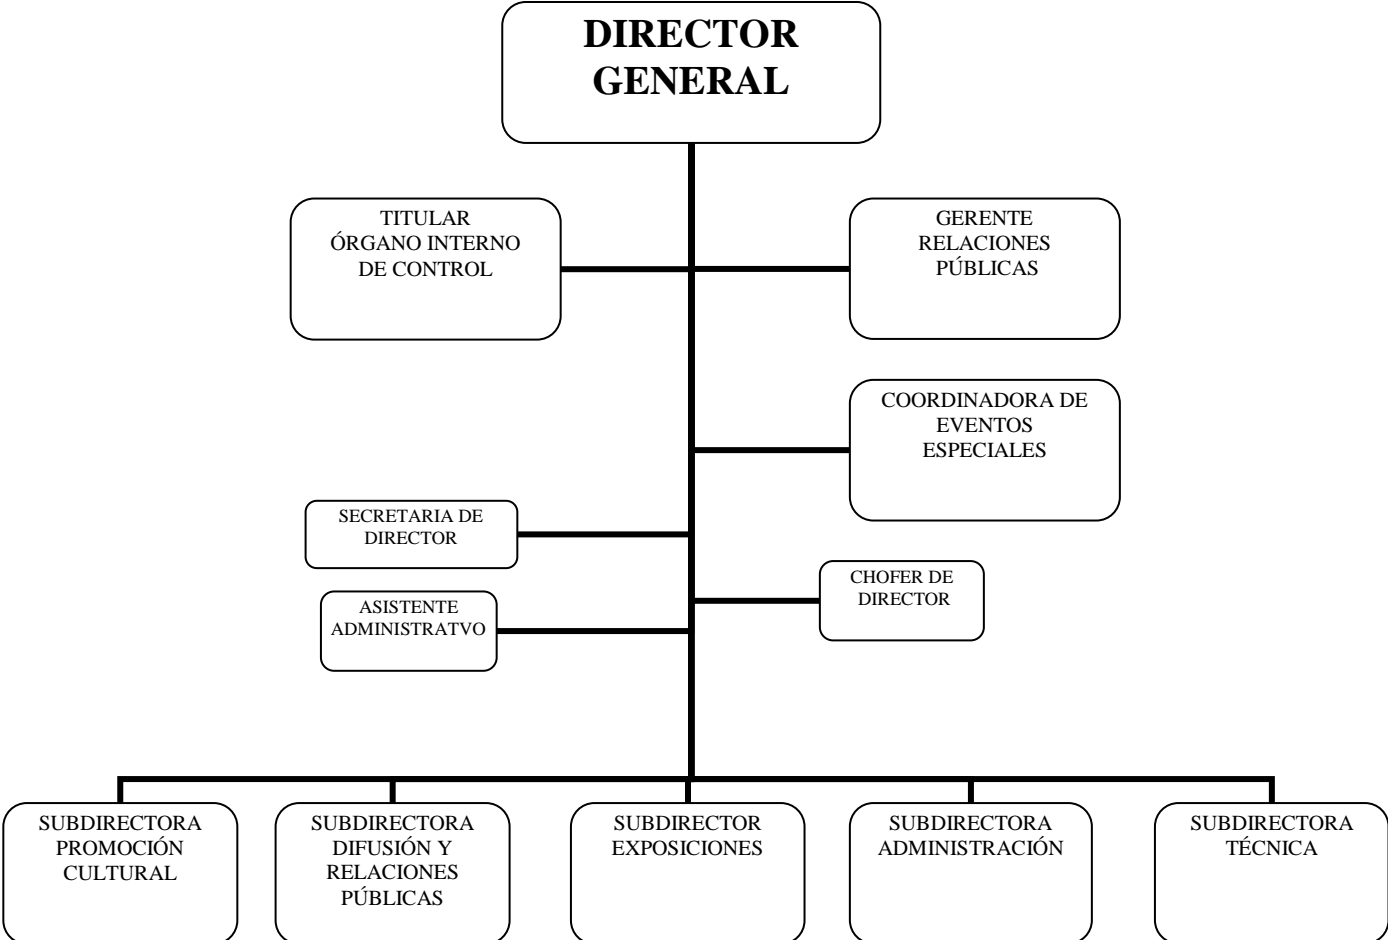 DIRECTOR
GENERAL
TITULAR
ÓRGANO INTERNO
DE CONTROL
GERENTE
RELACIONES
PÚBLICAS
COORDINADORA DE
EVENTOS
ESPECIALES
SECRETARIA DE
DIRECTOR
CHOFER DE
DIRECTOR
ASISTENTE
ADMINISTRATVO
SUBDIRECTORA
PROMOCIÓN
CULTURAL
SUBDIRECTORA
DIFUSIÓN Y
RELACIONES
PÚBLICAS
SUBDIRECTOR
EXPOSICIONES
SUBDIRECTORA
ADMINISTRACIÓN
SUBDIRECTORA
TÉCNICA